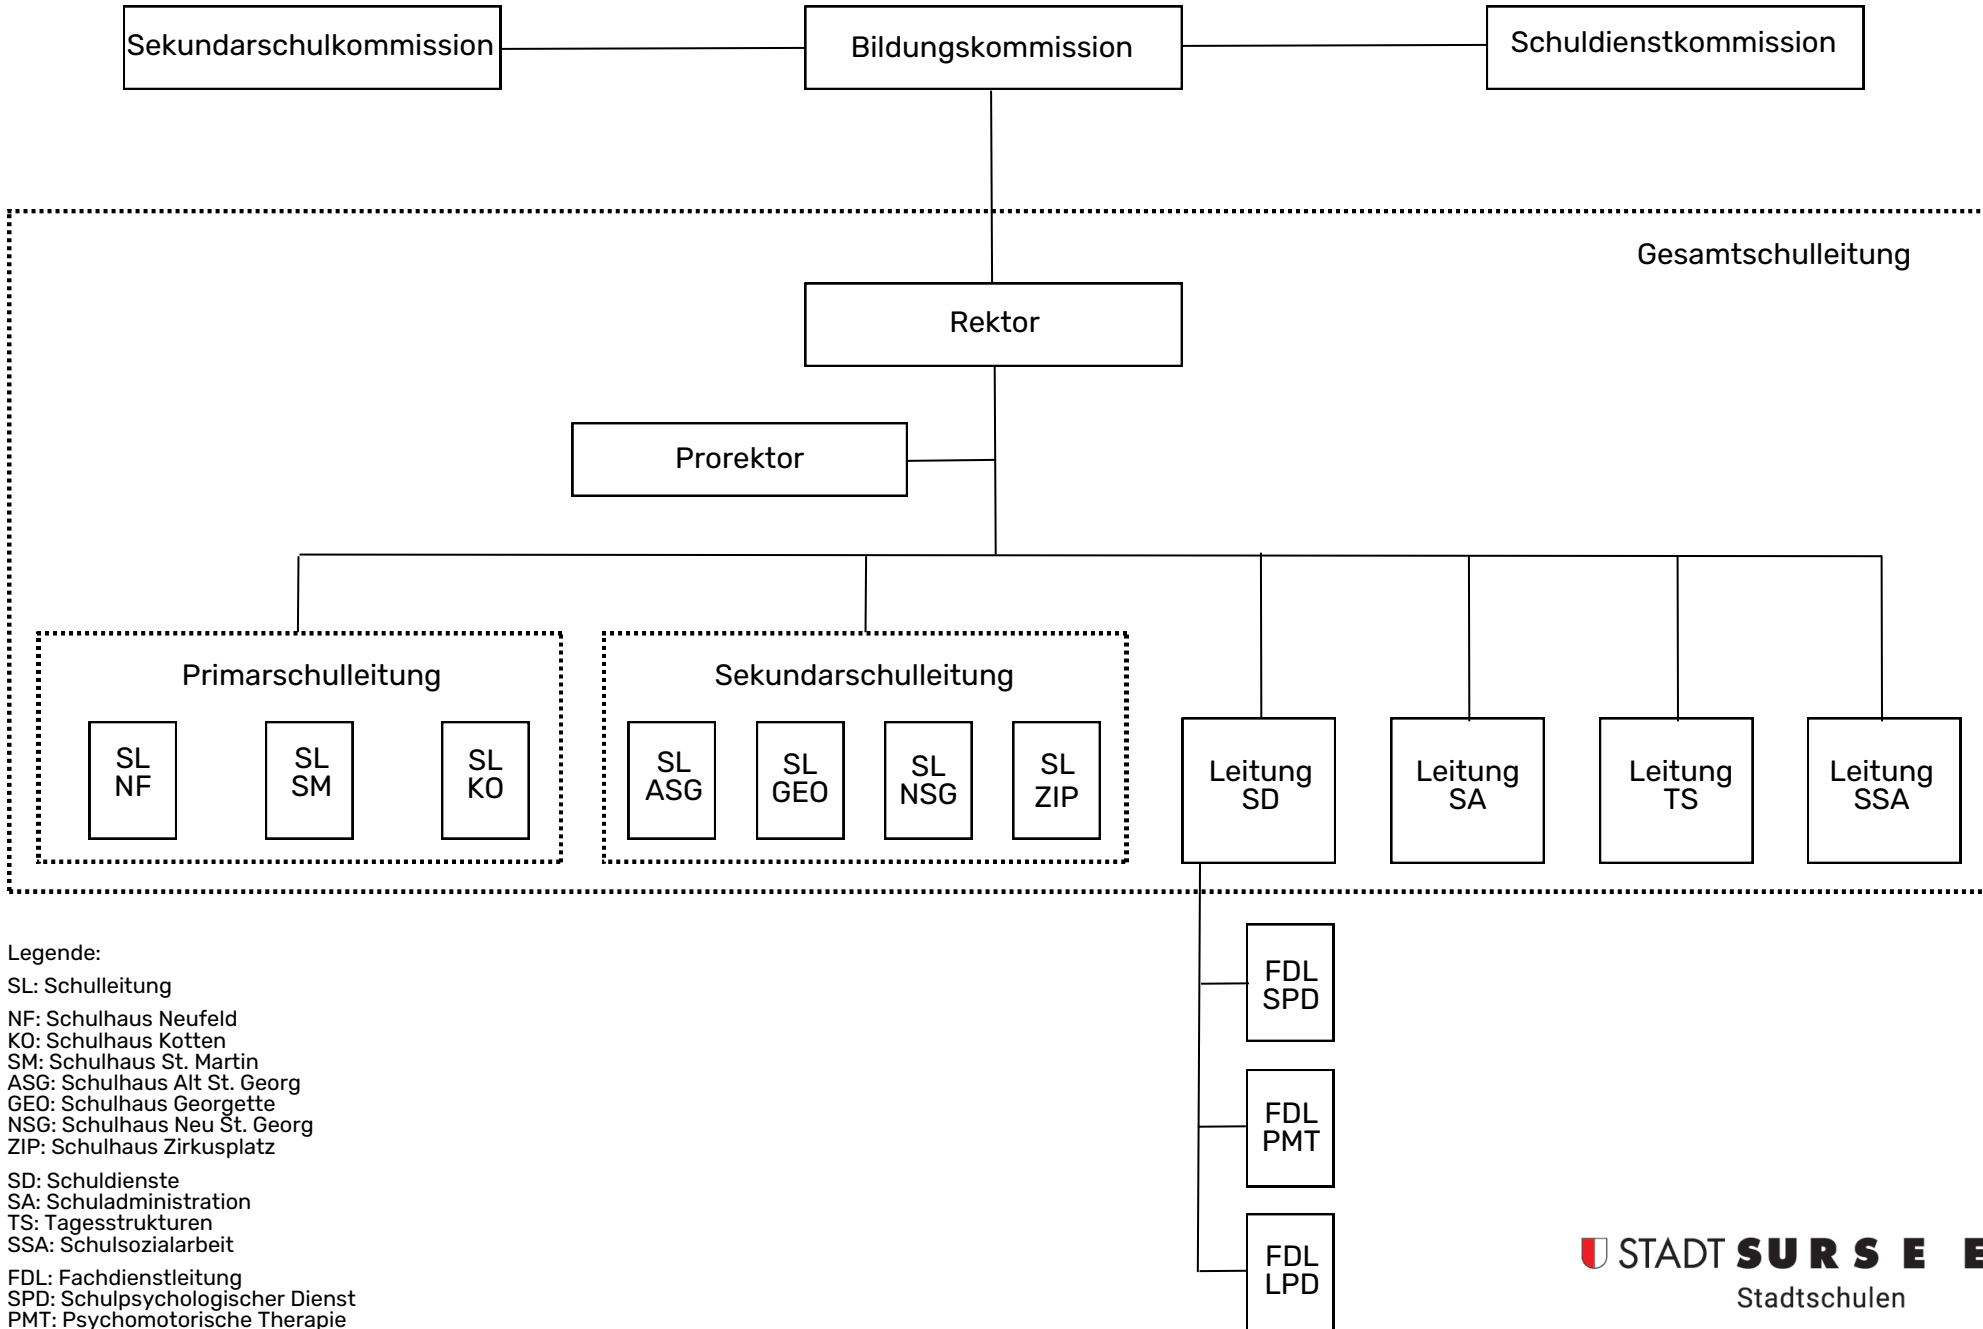 Sekundarschulkommission
Bildungskommission
Schuldienstkommission
Gesamtschulleitung
Rektor
Prorektor
Primarschulleitung
SL
NF
SL
SM
SL
KO
Sekundarschulleitung
SL
ASG
SL
GEO
SL
NSG
SL
ZIP
Leitung
SD
Leitung
SA
Leitung
TS
Leitung
SSA
FDL
SPD
FDL
PMT
FDL
LPD
Legende:
SL: Schulleitung
NF: Schulhaus Neufeld
KO: Schulhaus Kotten
SM: Schulhaus St. Martin
ASG: Schulhaus Alt St. Georg
GEO: Schulhaus Georgette
NSG: Schulhaus Neu St. Georg
ZIP: Schulhaus Zirkusplatz
SD: Schuldienste
SA: Schuladministration
TS: Tagesstrukturen
SSA: Schulsozialarbeit
FDL: Fachdienstleitung
SPD: Schulpsychologischer Dienst
PMT: Psychomotorische Therapie
STADT SURSEE
Stadtschulen